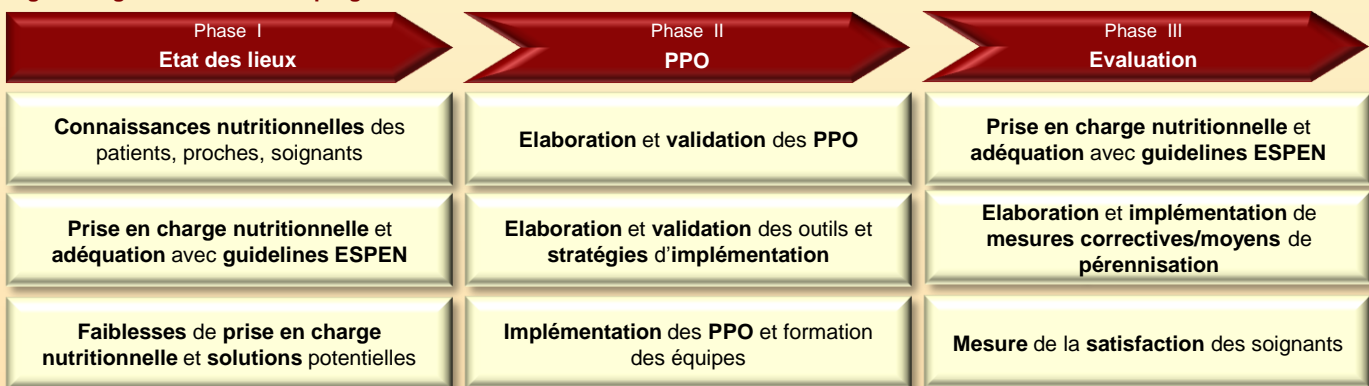 Phase I
Etat des lieux
Phase II
PPO
Phase III
Evaluation
Connaissances nutritionnelles des
patients, proches, soignants
Elaboration et validation des PPO
Prise en charge nutritionnelle et
adéquation avec guidelines ESPEN
Prise en charge nutritionnelle et
adéquation avec guidelines ESPEN
Elaboration et validation des outils et
stratégies d'implémentation
Elaboration et implémentation de
mesures correctives/moyens de
pérennisation
Faiblesses de prise en charge
nutritionnelle et solutions potentielles
Implémentation des PPO et formation
des équipes
Mesure de la satisfaction des soignants